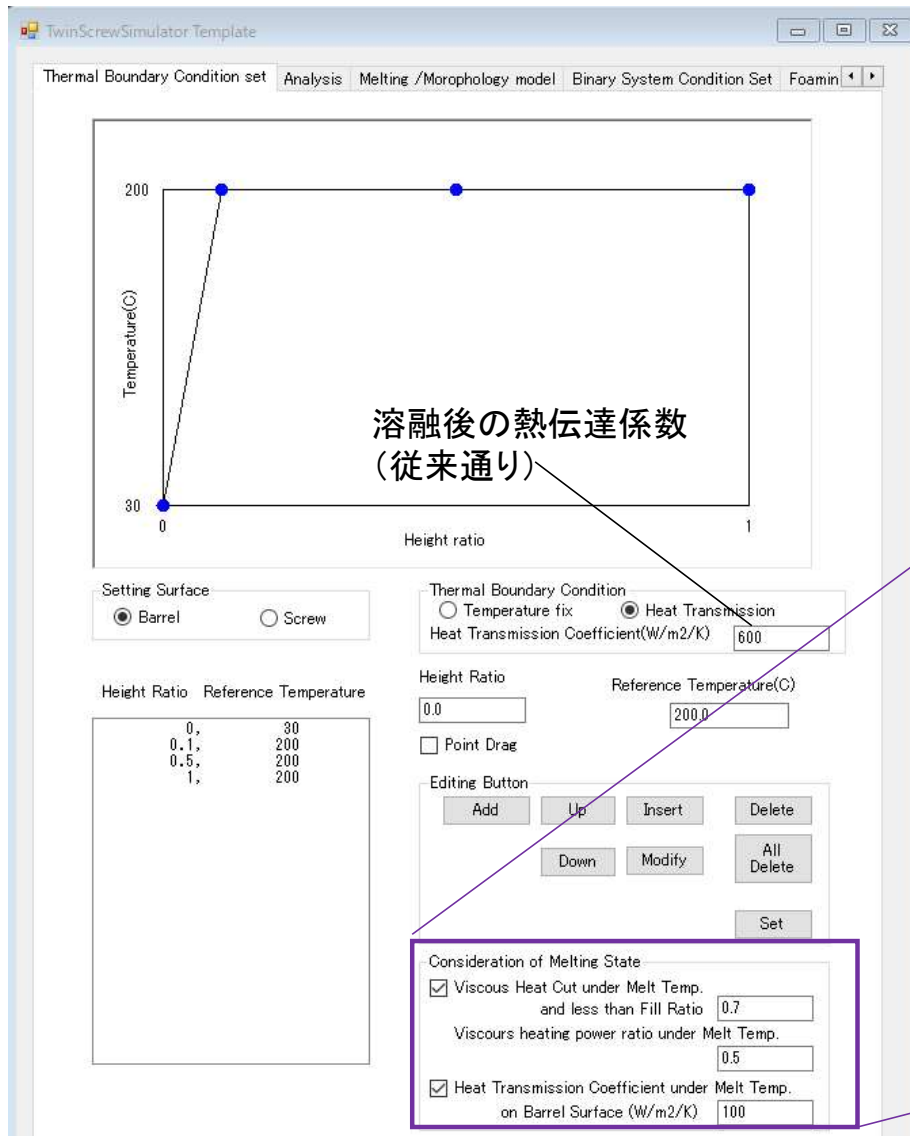 TwinScrewSimulator Template
Thermal Boundary Condition set Analysis Melting /Morophology model Binary System Condition Set Foamin
200
Temperature(C)
溶融後の熱伝達係数
(従来通り)
30
0 1
Height ratio
Setting Surface
Barrel Screw
Thermal Boundary Condition
Temperature fix Heat Transmission
Heat Transmission Coefficient(W/m2/K) 600
Height Ratio Reference Temperature
0, 30
0.1, 200
0.5, 200
1, 200
Height Ratio Reference Temperature(C)
0.0 200.0
Point Drag
Editing Button
Add Up Insert Delete
Down Modify All
Delete
Set
Consideration of Melting State
Viscous Heat Cut under Melt Temp.
and less than Fill Ratio 0.7
Viscours heating power ratio under Melt Temp.
0.5
Heat Transmission Coefficient under Melt Temp.
on Barrel Surface (W/m2/K) 100